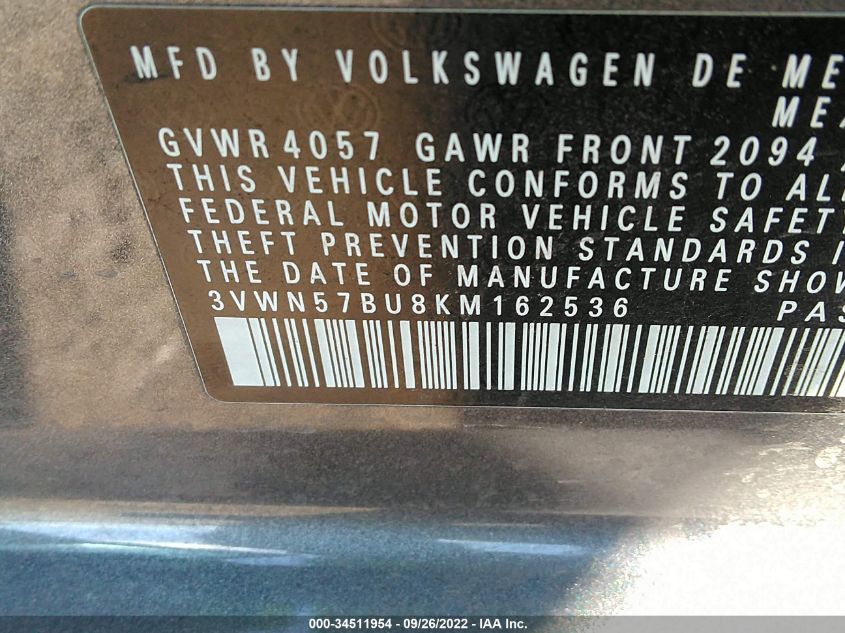 MFD BY VOLKSWAGEN DE
GVWR 4057 GAWR FRONT 2094
THIS VEHICLE CONFORMS TO
FEDERAL MOTOR VEHICLE SAFETY
THEFT PREVENTION STANDARDS
THE DATE OF MANUFACTURE
3VWN57BU8KM162536
000-34511954 - 09/26/2022 - IAA Inc.